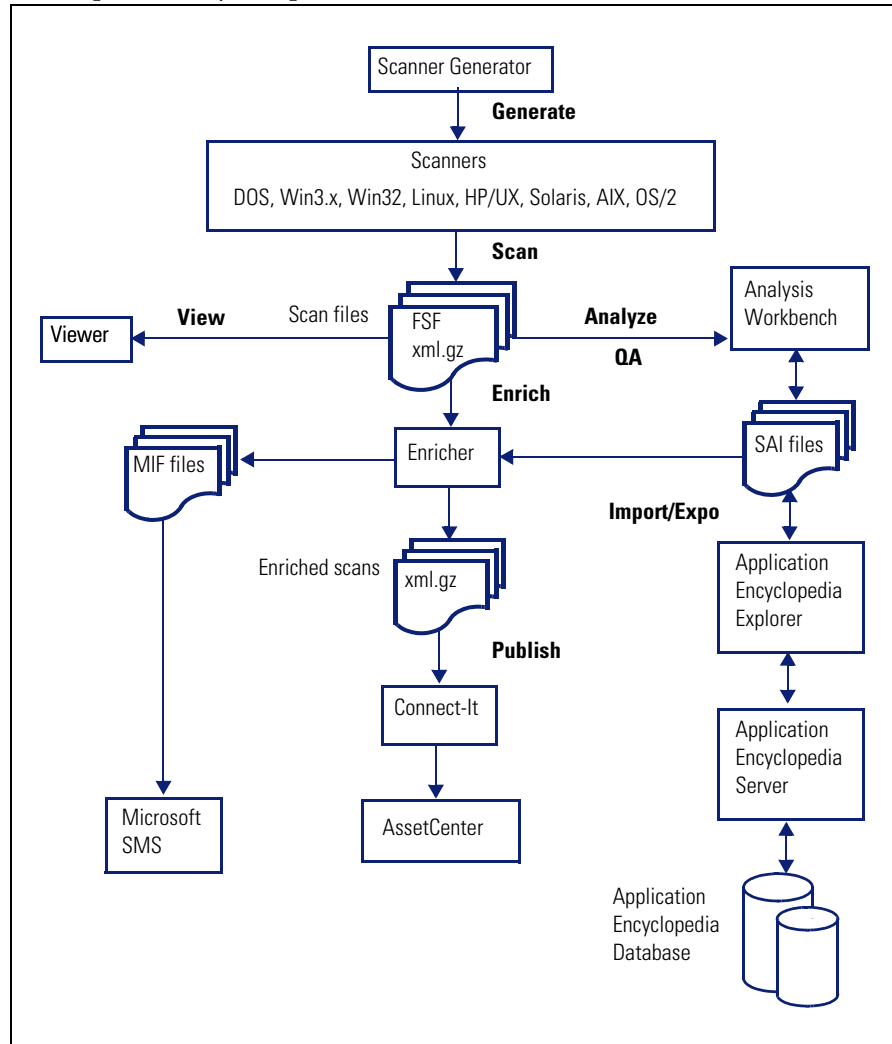 Scanner Generator
Generate
Scanners
DOS, Win3.x, Win32, Linux, HP/UX, Solaris, AIX, OS/2
Scan
Scan files
FSF
xml.gz
View
Viewer
Analyze
QA
Analysis
Workbench
Enrich
MIF files
Enricher
SAI files
Import/Expo
Enriched scans
xml.gz
Application
Encyclopedia
Explorer
Publish
Connect-It
Application
Encyclopedia
Server
Microsoft
SMS
AssetCenter
Application
Encyclopedia
Database